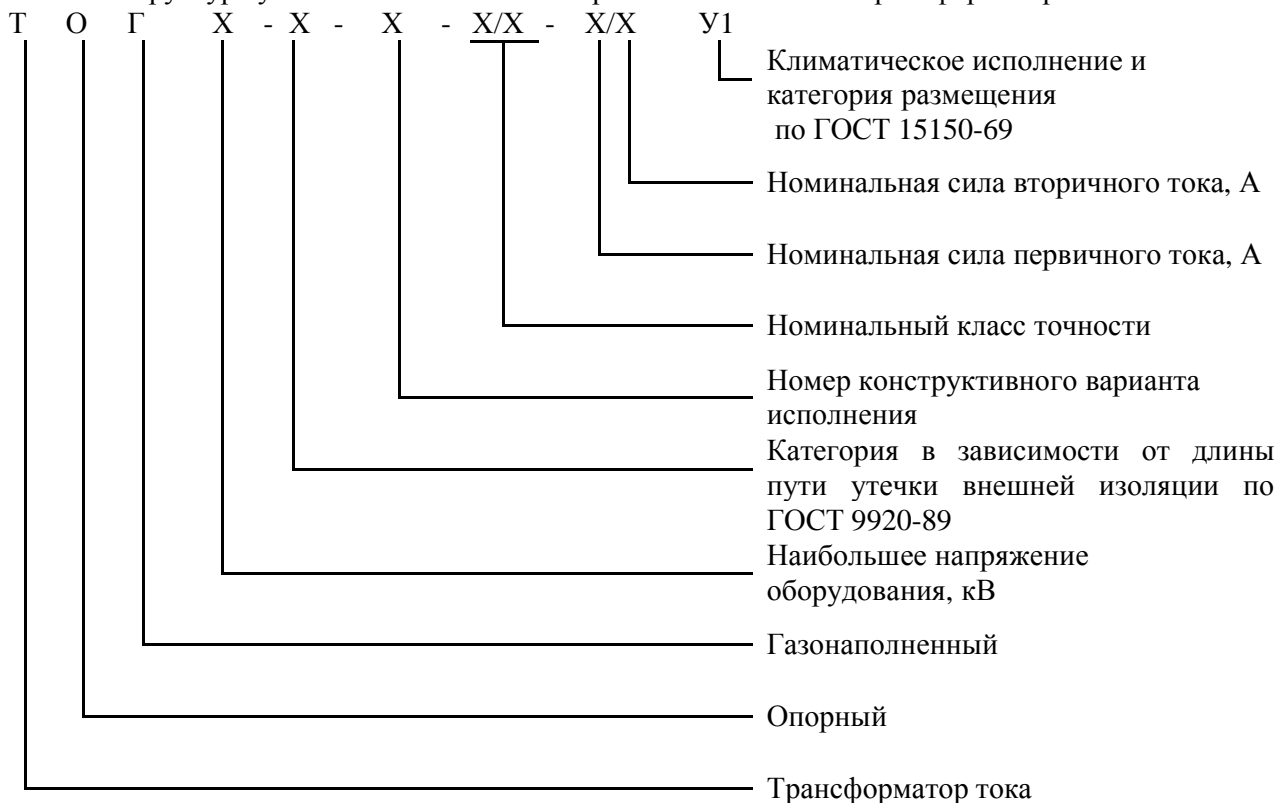 Т О Г Х - Х - Х - Х/Х - Х/Х У1
Климатическое исполнение и
категория размещения
по ГОСТ 15150-69
Номинальная сила вторичного тока, А
Номинальная сила первичного тока, А
Номинальный класс точности
Номер конструктивного варианта
исполнения
Категория в зависимости от длины
пути утечки внешней изоляции по
ГОСТ 9920-89
Наибольшее напряжение
оборудования, кВ
Газонаполненный
Опорный
Трансформатор тока